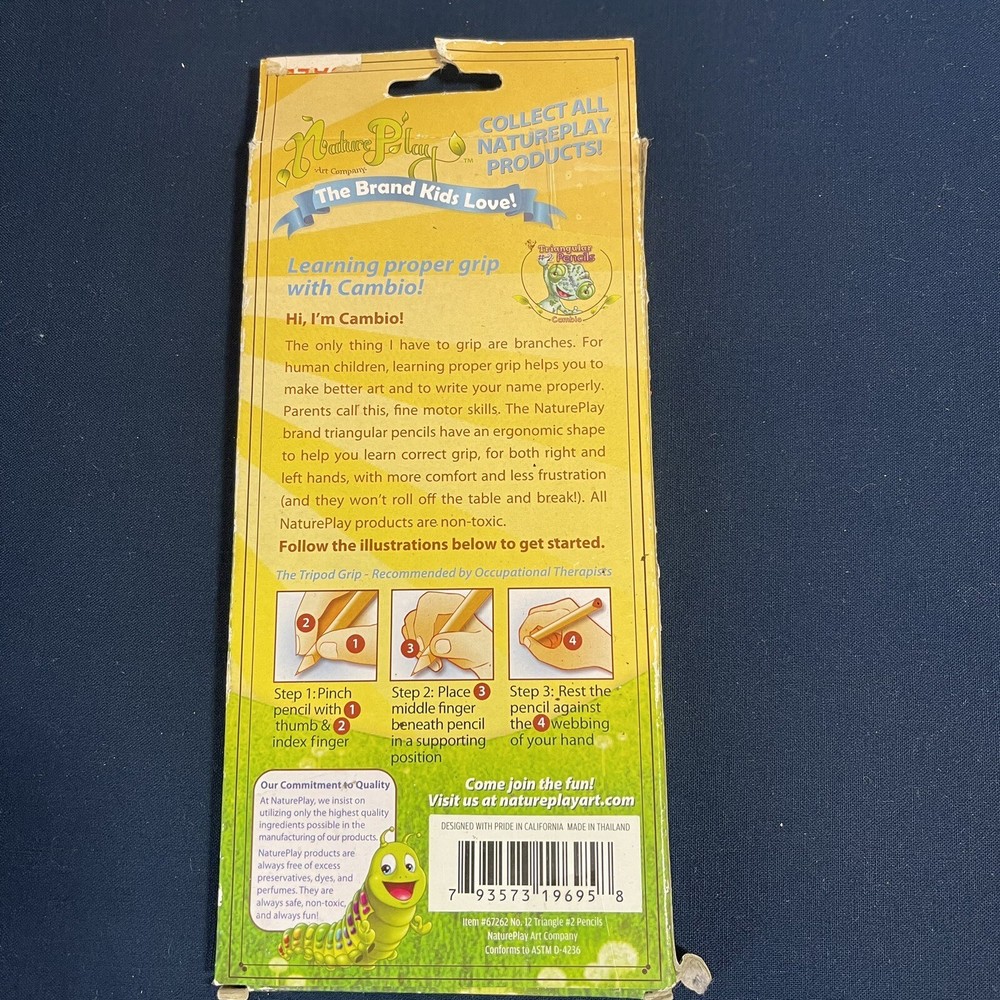 NaturePlay™
Art Company
COLLECT ALL
NATUREPLAY
PRODUCTS!
The Brand Kids Love!
Triangular
#2 Pencils
Cambio
Learning proper grip
with Cambio!
Hi, I'm Cambio!
The only thing I have to grip are branches. For
human children, learning proper grip helps you to
make better art and to write your name properly.
Parents call this, fine motor skills. The NaturePlay
brand triangular pencils have an ergonomic shape
to help you learn correct grip, for both right and
left hands, with more comfort and less frustration
(and they won't roll off the table and break!). All
NaturePlay products are non-toxic.
Follow the illustrations below to get started.
The Tripod Grip - Recommended by Occupational Therapists
2
1
3
4
Step 1: Pinch
pencil with 1
thumb & 2
index finger
Step 2: Place 3
middle finger
beneath pencil
in a supporting
position
Step 3: Rest the
pencil against
the 4 webbing
of your hand
Our Commitment to Quality
At NaturePlay, we insist on
utilizing only the highest quality
ingredients possible in the
manufacturing of our products.
NaturePlay products are
always free of excess
preservatives, dyes, and
perfumes. They are
always safe, non-toxic,
and always fun!
Come join the fun!
Visit us at natureplayart.com
DESIGNED WITH PRIDE IN CALIFORNIA MADE IN THAILAND
7 93573 19695 8
Item #67262 No. 12 Triangle #2 Pencils
NaturePlay Art Company
Conforms to ASTM D-4236